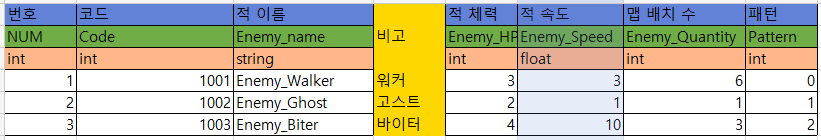 번호 코드 적 이름 비고 적 체력 적 속도 맵 배치 수 패턴
NUM Code Enemy_name Enemy_HP Enemy_Speed Enemy_Quantity Pattern
int int string int float int int
1 1001 Enemy_Walker 워커 3 3 6 0
2 1002 Enemy_Ghost 고스트 2 1 1 1
3 1003 Enemy_Biter 바이터 4 10 3 2